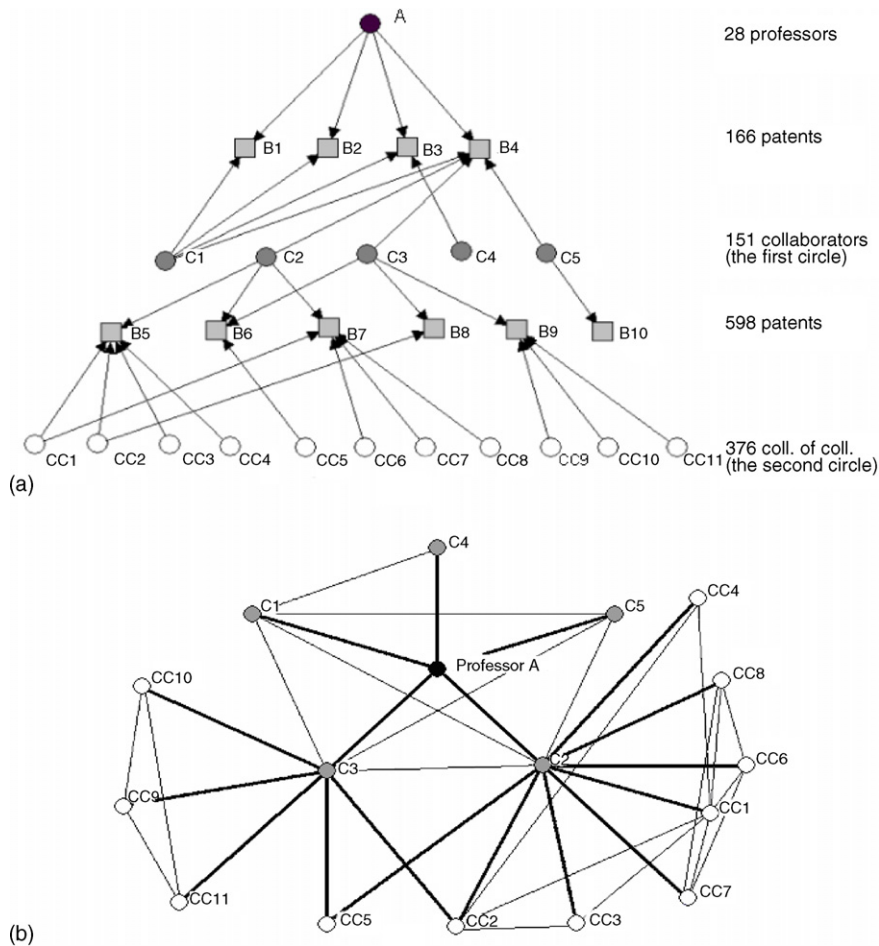 A
28 professors
B1
B2
B3
B4
166 patents
C1
C2
C3
C4
C5
151 collaborators
(the first circle)
B5
B6
B7
B8
B9
B10
598 patents
CC1
CC2
CC3
CC4
CC5
CC6
CC7
CC8
CC9
CC10
CC11
376 coll. of coll.
(the second circle)
(a)
C4
C1
C5
CC4
Professor A
CC10
CC8
C3
C2
CC6
CC9
CC1
CC11
CC7
CC5
CC2
CC3
(b)